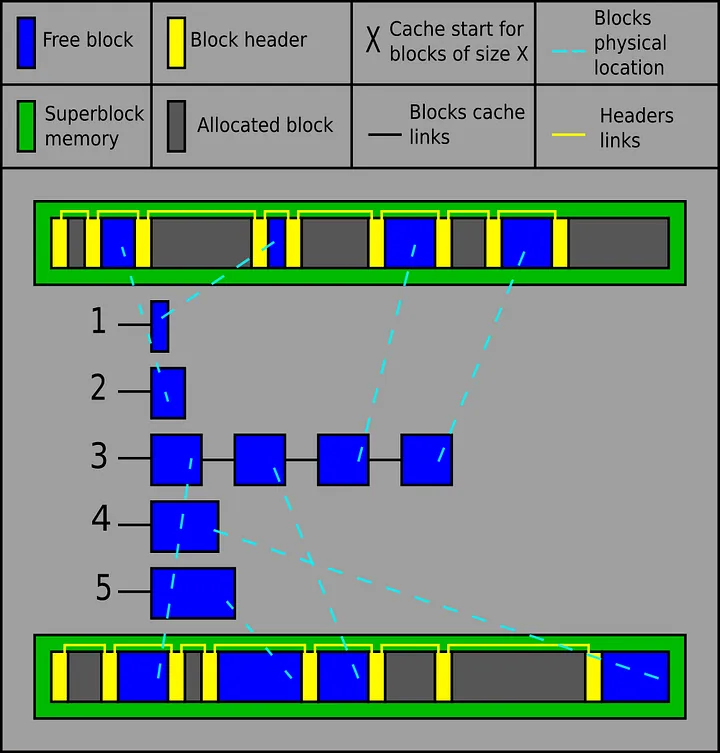 Free block
Block header
X
Cache start for
blocks of size X
Blocks
physical
location
Superblock
memory
Allocated block
Blocks cache
links
Headers
links
1
2
3
4
5